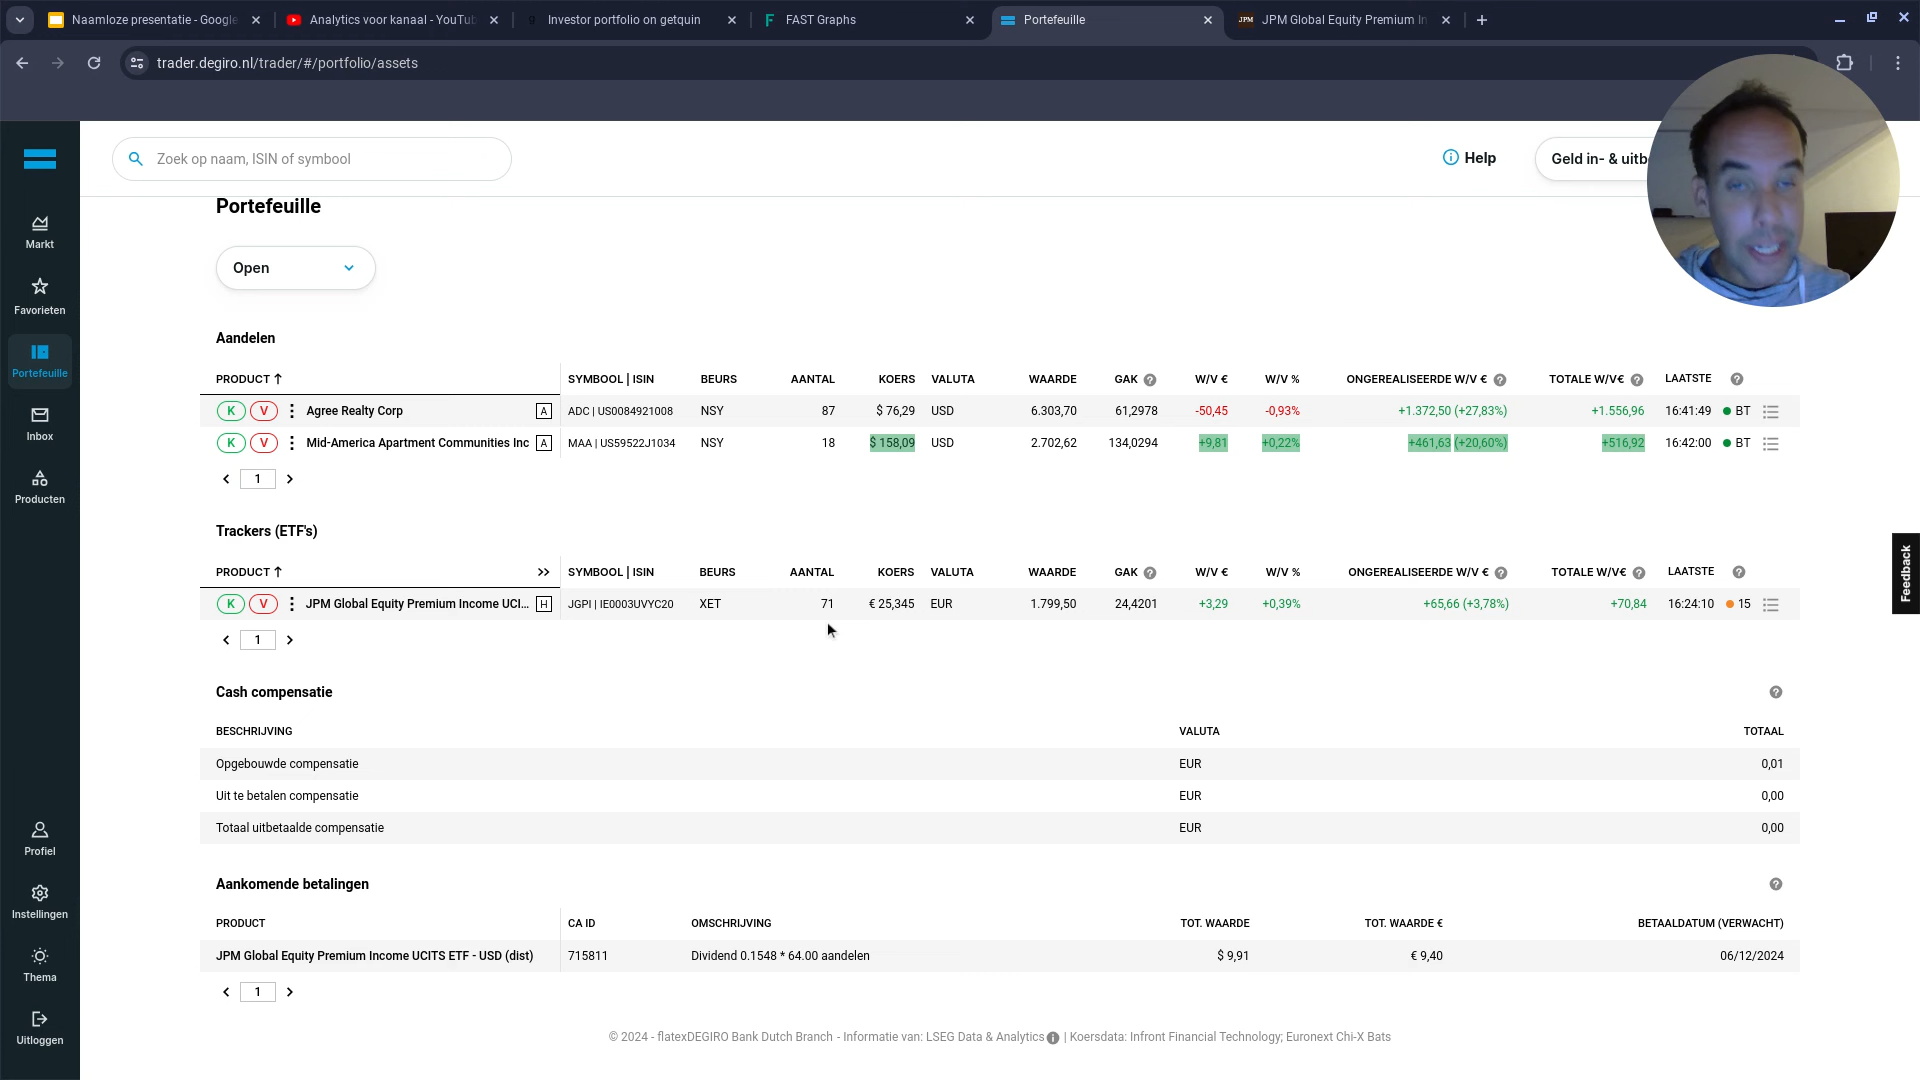 Naamloze presentatie - Google
Analytics voor kanaal - YouTub
Investor portfolio on getquin
FAST Graphs
Portefeuille
JPM
JPM Global Equity Premium In
trader.degiro.nl/trader/#/portfolio/assets
Zoek op naam, ISIN of symbool
Help
Geld in- & uitb
Markt
Favorieten
Portefeuille
Inbox
Producten
Profiel
Instellingen
Thema
Uitloggen
Portefeuille
Open
Aandelen
PRODUCT SYMBOOL | ISIN BEURS AANTAL KOERS VALUTA WAARDE GAK W/V € W/V % ONGEREALISEERDE W/V € TOTALE W/V€ LAATSTE
K V Agree Realty Corp A ADC | US0084921008 NSY 87 $ 76,29 USD 6.303,70 61,2978 -50,45 -0,93% +1.372,50 (+27,83%) +1.556,96 16:41:49 BT
K V Mid-America Apartment Communities Inc A MAA | US59522J1034 NSY 18 $ 158,09 USD 2.702,62 134,0294 +9,81 +0,22% +461,63 (+20,60%) +516,92 16:42:00 BT
1
Trackers (ETF's)
PRODUCT SYMBOOL | ISIN BEURS AANTAL KOERS VALUTA WAARDE GAK W/V € W/V % ONGEREALISEERDE W/V € TOTALE W/V€ LAATSTE
K V JPM Global Equity Premium Income UCI... H JGPI | IE0003UVYC20 XET 71 € 25,345 EUR 1.799,50 24,4201 +3,29 +0,39% +65,66 (+3,78%) +70,84 16:24:10 15
1
Cash compensatie
BESCHRIJVING VALUTA TOTAAL
Opgebouwde compensatie EUR 0,01
Uit te betalen compensatie EUR 0,00
Totaal uitbetaalde compensatie EUR 0,00
Aankomende betalingen
PRODUCT CA ID OMSCHRIJVING TOT. WAARDE TOT. WAARDE € BETAALDATUM (VERWACHT)
JPM Global Equity Premium Income UCITS ETF - USD (dist) 715811 Dividend 0.1548 * 64.00 aandelen $ 9,91 € 9,40 06/12/2024
1
© 2024 - flatexDEGIRO Bank Dutch Branch - Informatie van: LSEG Data & Analytics | Koersdata: Infront Financial Technology; Euronext Chi-X Bats
Feedback